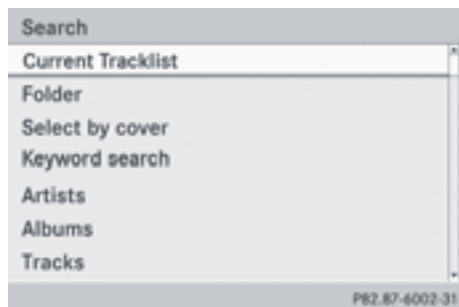 Search
Current Tracklist
Folder
Select by cover
Keyword search
Artists
Albums
Tracks
P82.87-6002-31